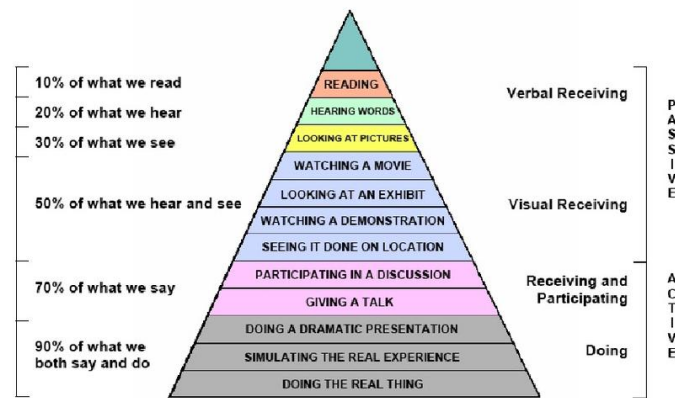 10% of what we read
20% of what we hear
30% of what we see
50% of what we hear and see
70% of what we say
90% of what we
both say and do
READING
HEARING WORDS
LOOKING AT PICTURES
WATCHING A MOVIE
LOOKING AT AN EXHIBIT
WATCHING A DEMONSTRATION
SEEING IT DONE ON LOCATION
PARTICIPATING IN A DISCUSSION
GIVING A TALK
DOING A DRAMATIC PRESENTATION
SIMULATING THE REAL EXPERIENCE
DOING THE REAL THING
Verbal Receiving
Visual Receiving
Receiving and
Participating
Doing
PASSIVE
ACTIVE